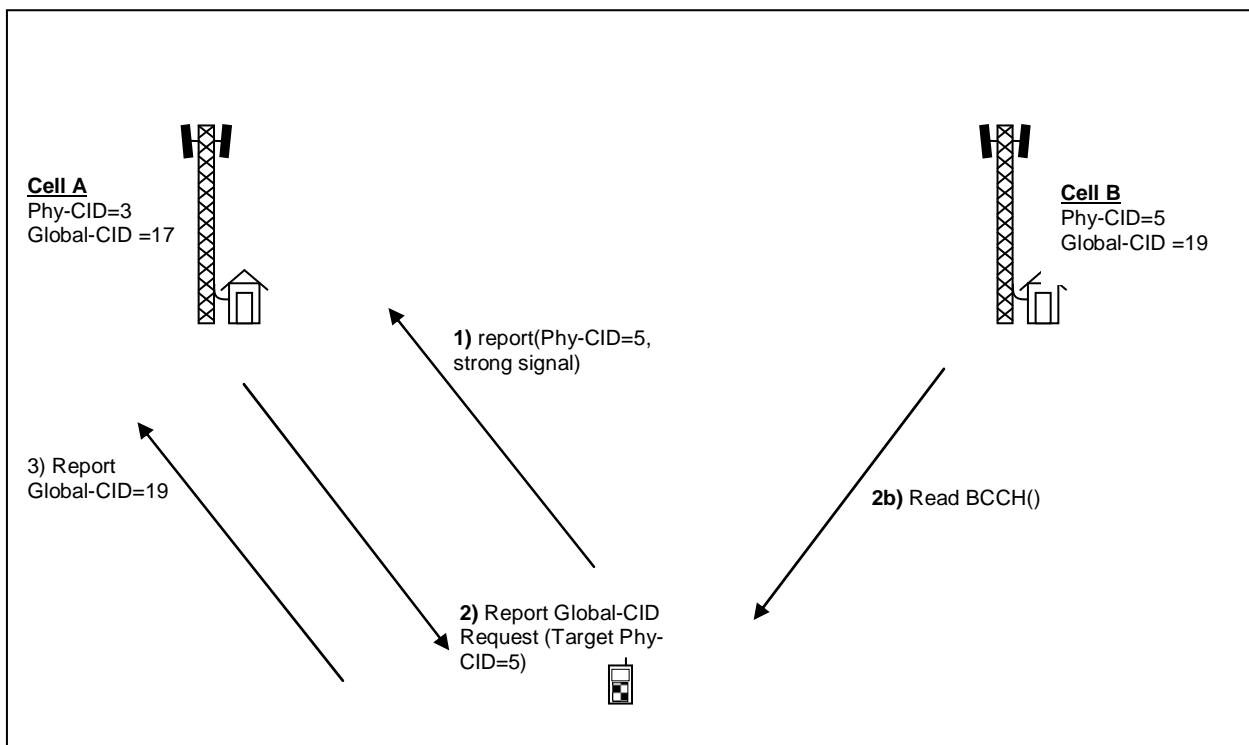 Cell A
Phy-CID=3
Global-CID =17
Cell B
Phy-CID=5
Global-CID =19
1) report(Phy-CID=5,
strong signal)
3) Report
Global-CID=19
2b) Read BCCH()
2) Report Global-CID
Request (Target Phy-
CID=5)